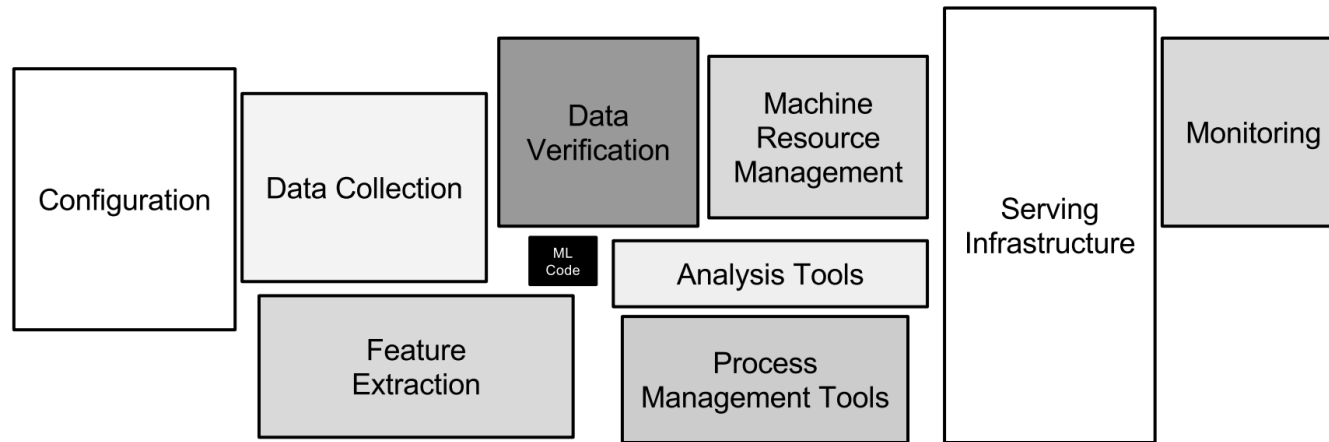 Configuration
Data Collection
Data
Verification
Machine
Resource
Management
Serving
Infrastructure
Monitoring
ML
Code
Analysis Tools
Feature
Extraction
Process
Management Tools